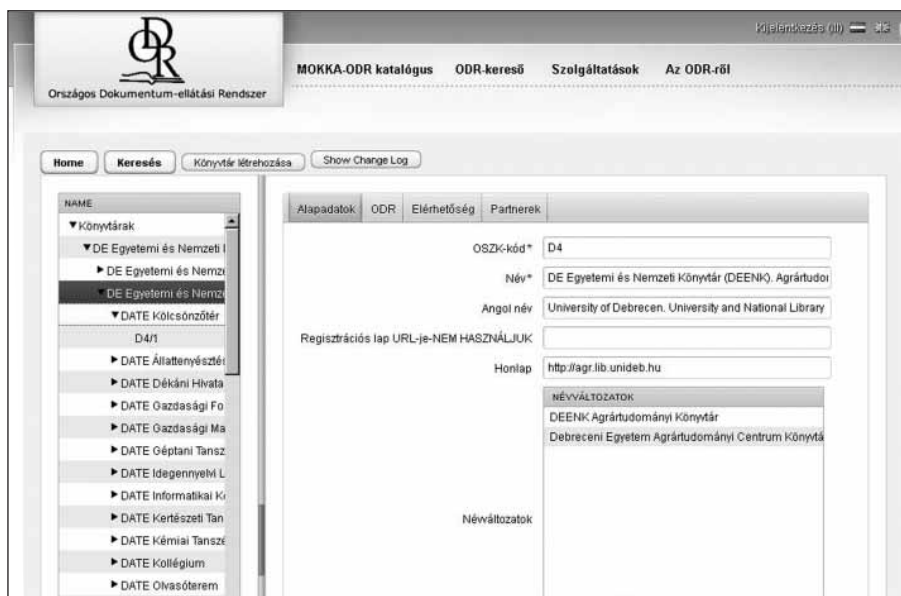 Kijelentkezés (ili)
ODR
Országos Dokumentum-ellátási Rendszer
MOKKA-ODR katalógus ODR-kereső Szolgáltatások Az ODR-ről
Home Keresés Könyvtár létrehozása Show Change Log
NAME
Könyvtárak
DE Egyetemi és Nemzeti
DE Egyetemi és Nemze
DE Egyetemi és Nemze
DATE Kölcsönzőtér
D4/1
DATE Állattenyésztés
DATE Dékáni Hivata
DATE Gazdasági Fo
DATE Gazdasági Ma
DATE Géptani Tansz
DATE Idegennyelvi L
DATE Informatikai Kö
DATE Kertészeti Tan
DATE Kémiai Tanszé
DATE Kollégium
DATE Olvasóterem
Alapadatok ODR Elérhetőség Partnerek
OSZK-kód* D4
Név* DE Egyetemi és Nemzeti Könyvtár (DEENK). Agrártudor
Angol név University of Debrecen. University and National Library
Regisztrációs lap URL-je-NEM HASZNÁLJUK
Honlap http://agr.lib.unideb.hu
NÉVVÁLTOZATOK
DEENK Agrártudományi Könyvtár
Debreceni Egyetem Agrártudományi Centrum Könyvtá
Névváltozatok